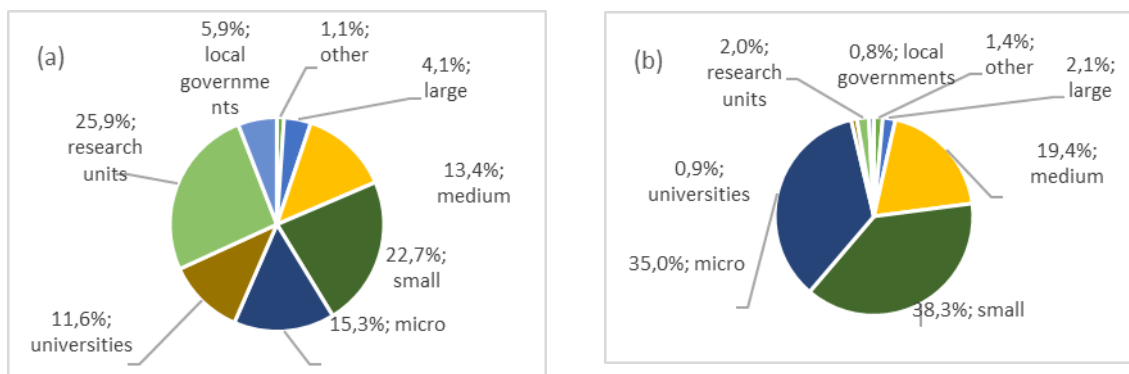 (a)
5,9%;
local
governme
nts
1,1%;
other
4,1%;
large
13,4%;
medium
22,7%;
small
15,3%; micro
11,6%;
universities
25,9%;
research
units
(b)
2,0%;
research
units
0,8%; local
governments
1,4%;
other
2,1%;
large
19,4%;
medium
38,3%; small
35,0%; micro
0,9%;
universities